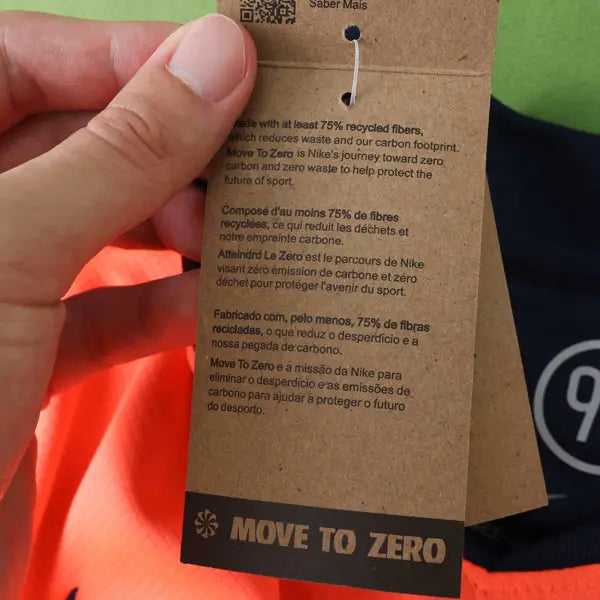 Saber Mais
Made with at least 75% recycled fibers,
which reduces waste and our carbon footprint.
Move To Zero is Nike's journey toward zero
carbon and zero waste to help protect the
future of sport.
Composé d'au moins 75% de fibres
recyclées, ce qui reduit les déchets et
notre empreinte carbone.
Atteindrd Le Zéro est le parcours de Nike
visant zéro émission de carbone et zéro
déchet pour protéger l'avenir du sport.
Fabricado com, pelo menos, 75% de fibras
recicladas, o que reduz o desperdício e a
nossa pegada de carbono.
Move To Zero e a missão da Nike para
eliminar o desperdício e as emissões de
carbono para ajudar a proteger o futuro
do desporto.
MOVE TO ZERO
9